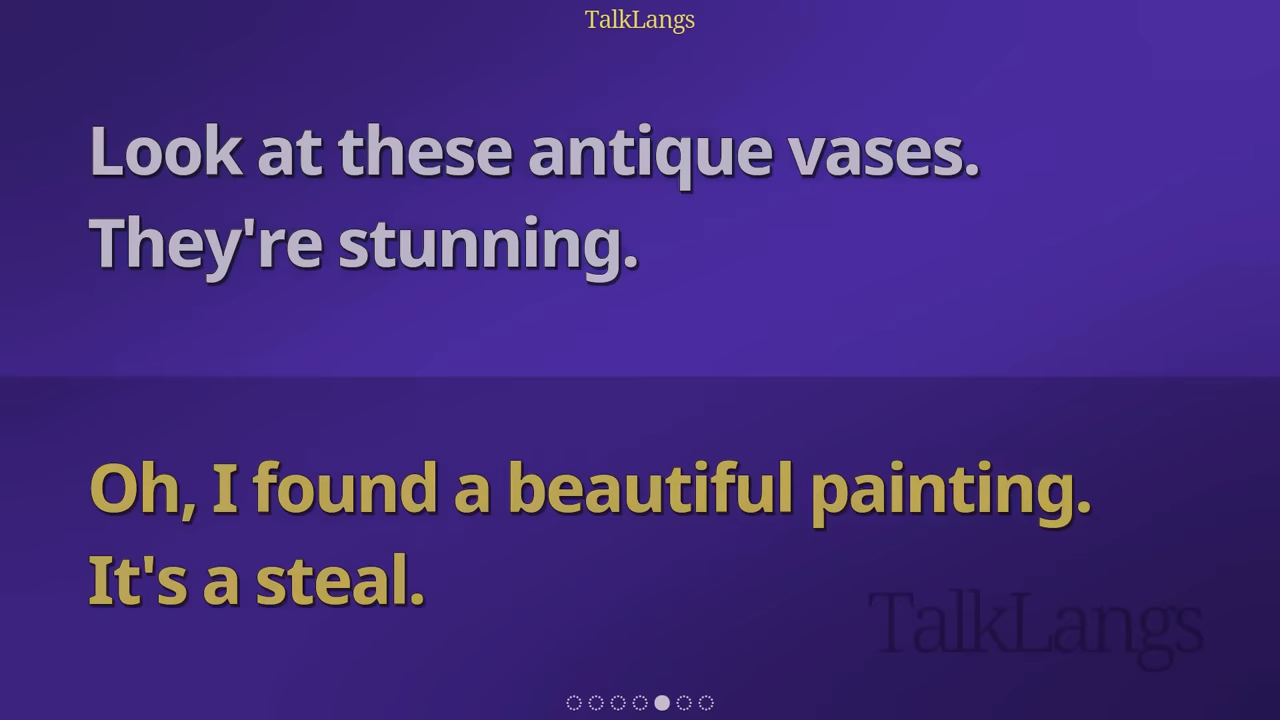 TalkLangs
Look at these antique vases.
They're stunning.
Oh, I found a beautiful painting.
It's a steal.
TalkLangs